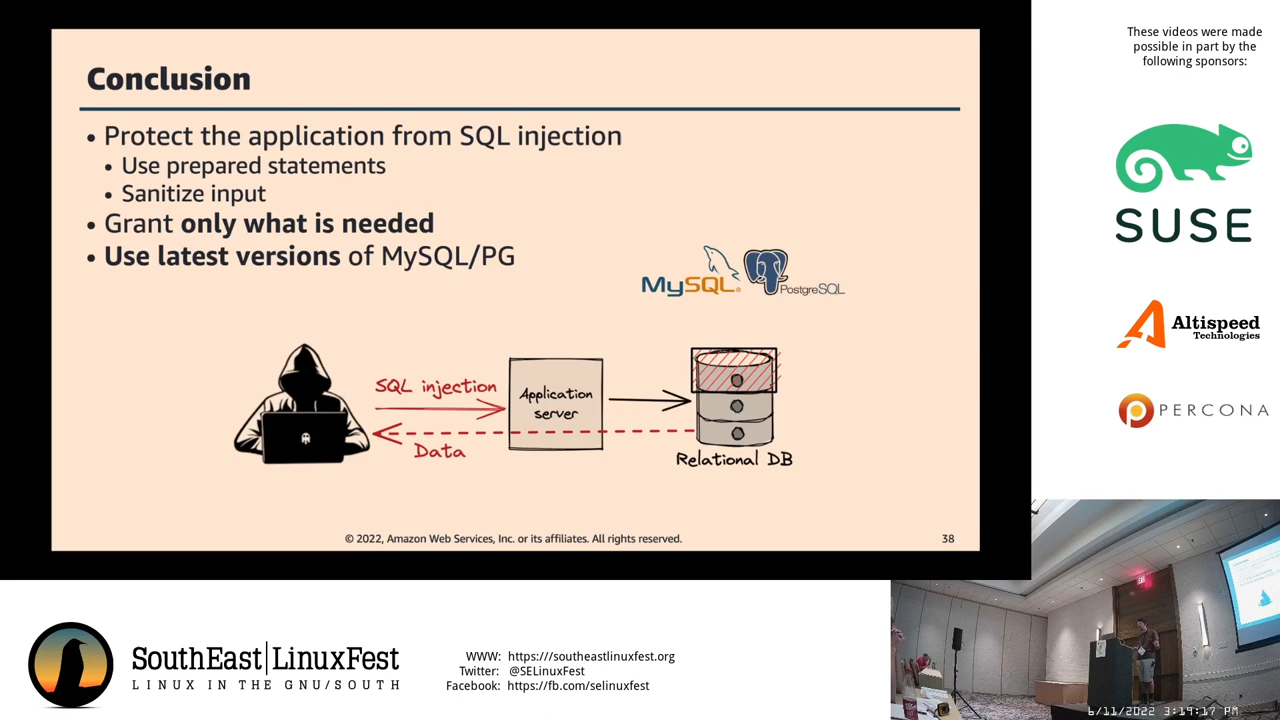 Conclusion
• Protect the application from SQL injection
• Use prepared statements
• Sanitize input
• Grant only what is needed
• Use latest versions of MySQL/PG
MySQL®
PostgreSQL
SQL injection
Application
server
Data
Relational DB
© 2022, Amazon Web Services, Inc. or its affiliates. All rights reserved.
38
These videos were made
possible in part by the
following sponsors:
SUSE
Altispeed
Technologies
PERCONA
SouthEast|LinuxFest
LINUX IN THE GNU/SOUTH
WWW: https:///southeastlinuxfest.org
Twitter: @SELinuxFest
Facebook: https://fb.com/selinuxfest
6/11/2022 3:19:17 PM